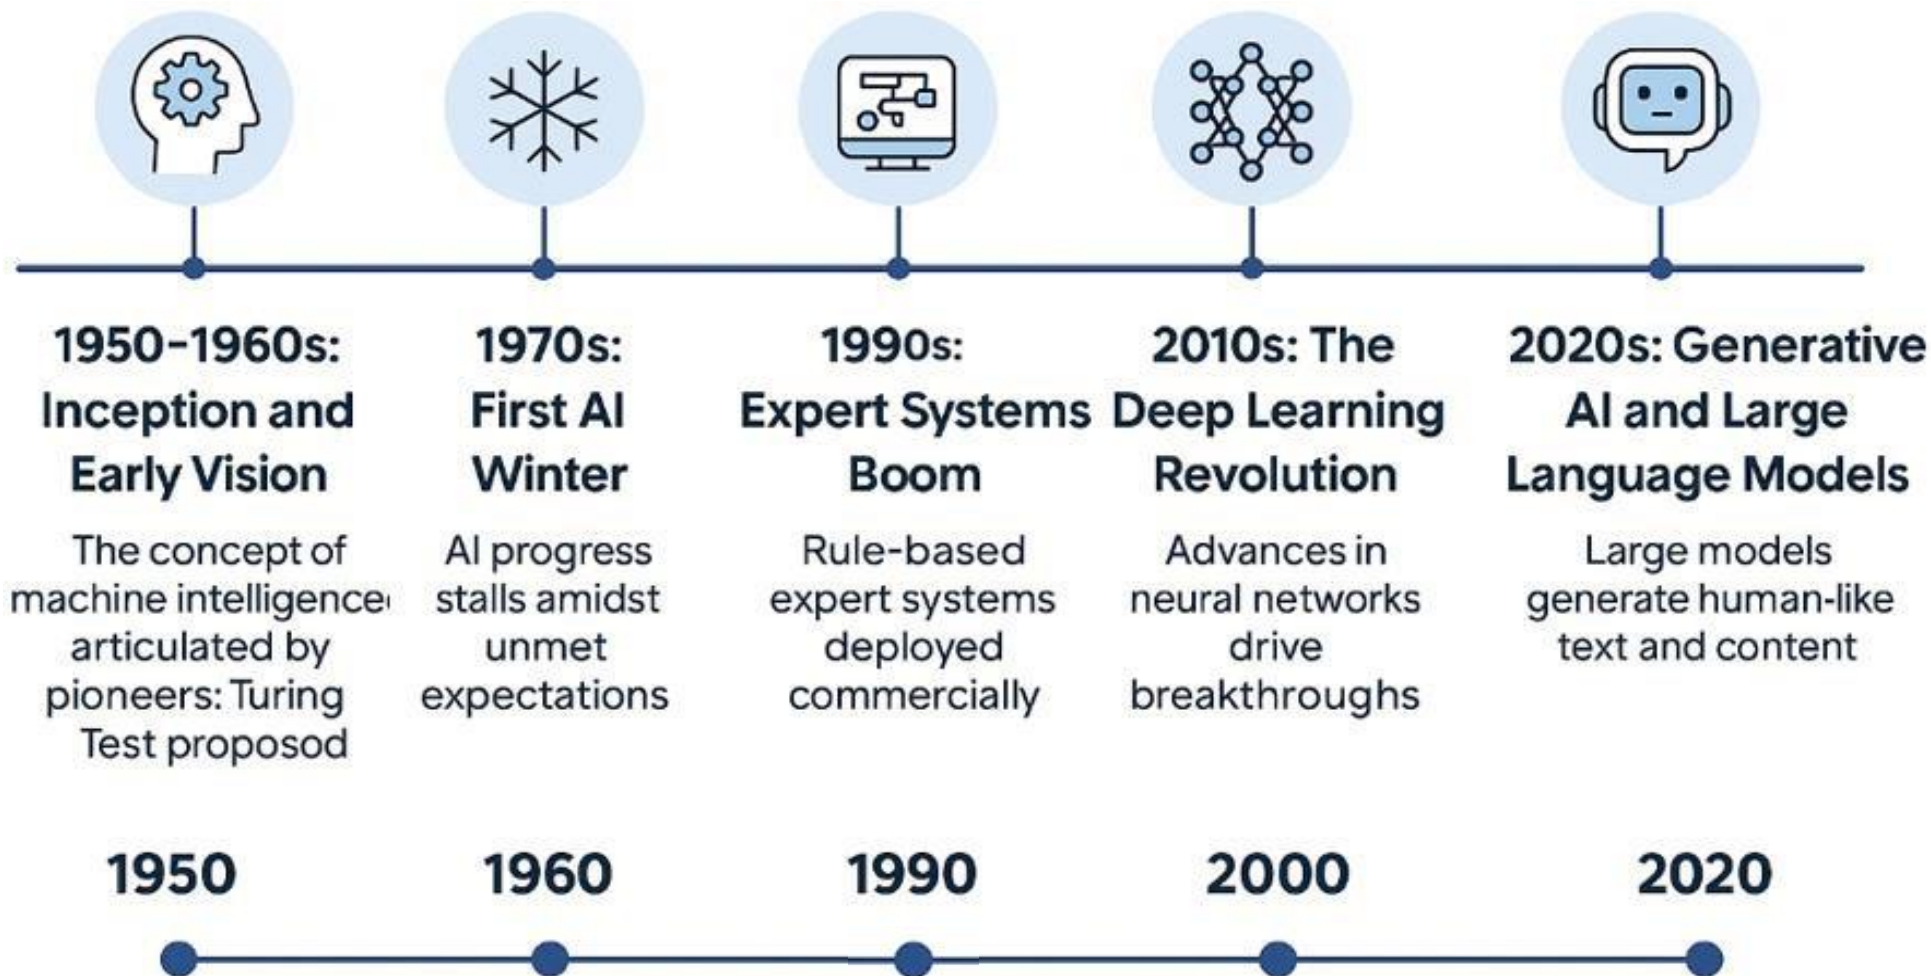 1950-1960s:
Inception and
Early Vision
The concept of
machine intelligence
articulated by
pioneers: Turing
Test proposod
1970s:
First AI
Winter
AI progress
stalls amidst
unmet
expectations
1990s:
Expert Systems
Boom
Rule-based
expert systems
deployed
commercially
2010s: The
Deep Learning
Revolution
Advances in
neural networks
drive
breakthroughs
2020s: Generative
AI and Large
Language Models
Large models
generate human-like
text and content
1950
1960
1990
2000
2020